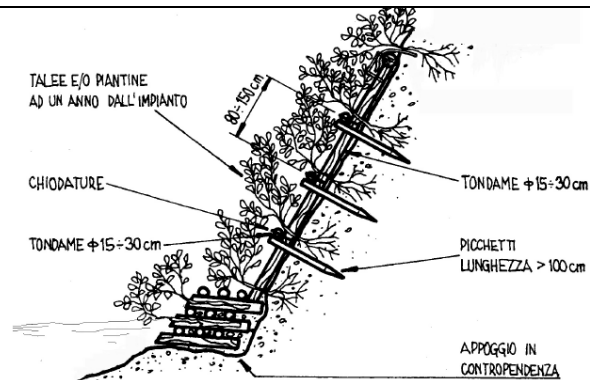 TALEE E/O PIANTINE
AD UN ANNO DALL'IMPIANTO
80÷150 cm
CHIODATURE
TONDAME ϕ15÷30 cm
TONDAME ϕ15÷30 cm
PICCHETTI
LUNGHEZZA > 100 cm
APPOGGIO IN
CONTROPENDENZA